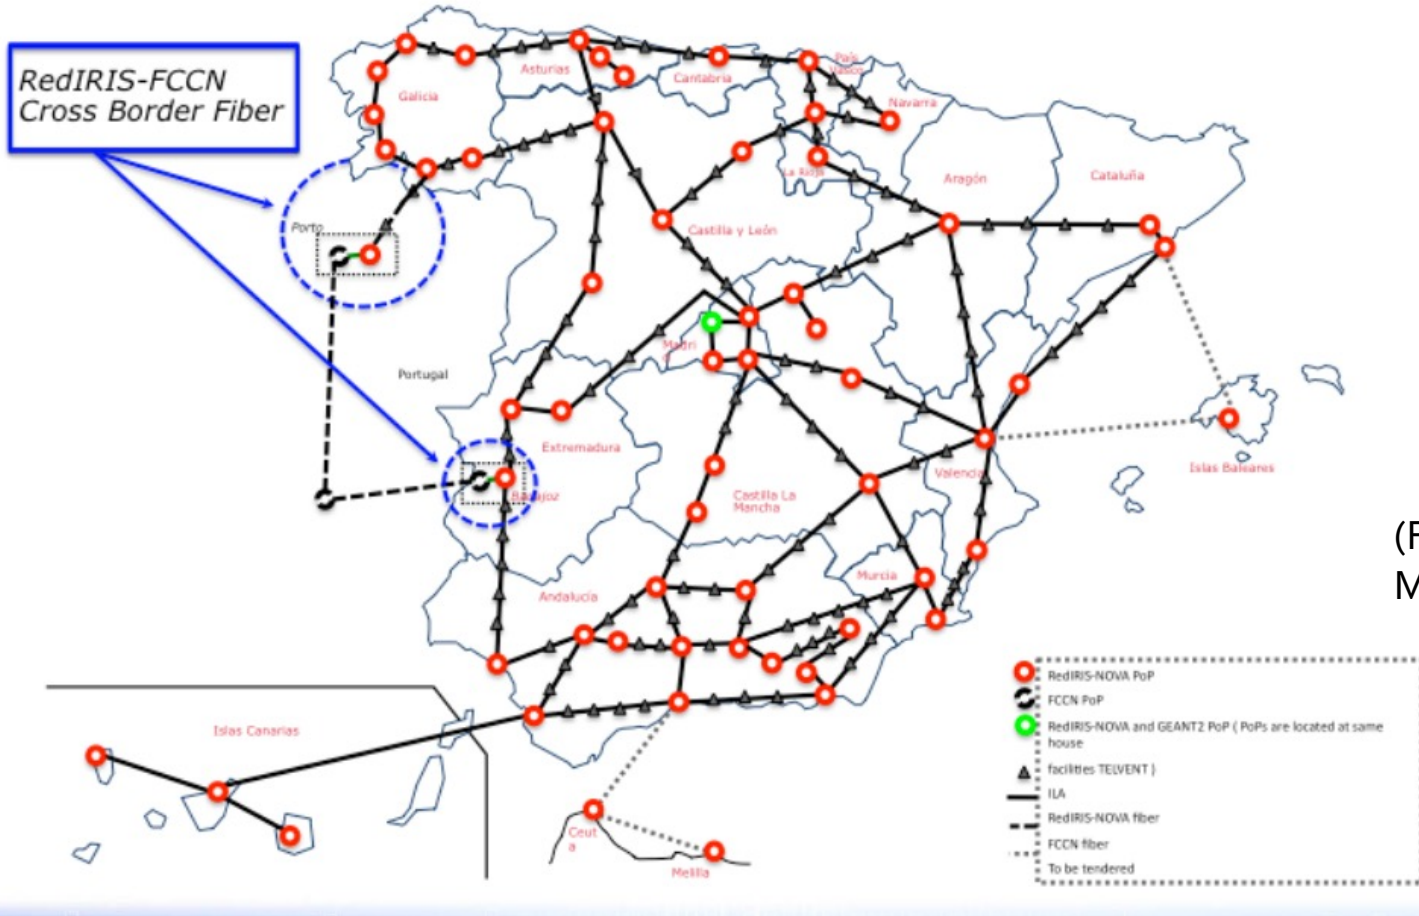 RedIRIS-FCCN
Cross Border Fiber
Galicia
Asturias
Cantabria
País
Vasco
Navarra
La Rioja
Aragón
Cataluña
Porto
Castilla y León
Madri
d
Portugal
Extremadura
Badajoz
Castilla La
Mancha
Valencia
Islas Baleares
Murcia
Andalucía
Islas Canarias
Ceut
a
Melilla
(F
M
RedIRIS-NOVA PoP
FCCN PoP
RedIRIS-NOVA and GEANT2 PoP ( PoPs are located at same
house
facilities TELVENT )
ILA
RedIRIS-NOVA fiber
FCCN fiber
To be tendered